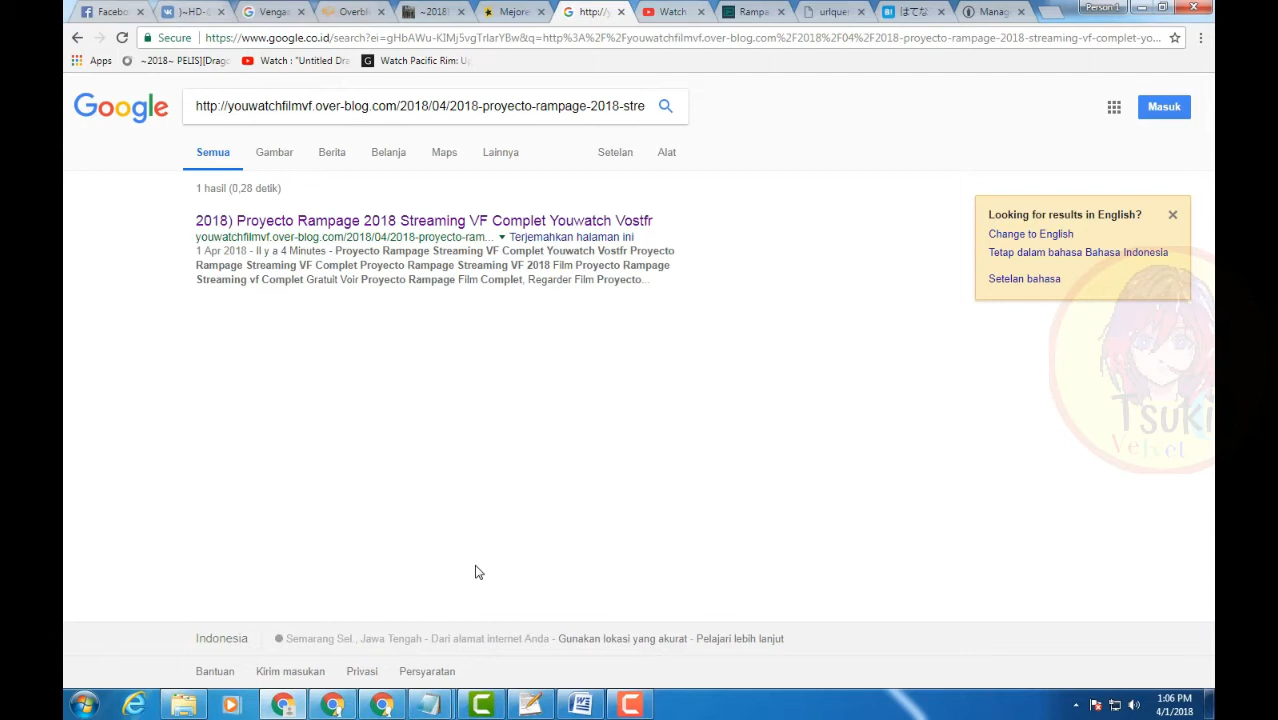 Facebo
)~HD-C
Venga
Overbl
~2018
Mejore
http://y
Watch
Rampa
urlques
はてな
Manag
Person 1
Secure
https://www.google.co.id/search?ei=gHbAWu-KIMj5vgTrlarYBw&q=http%3A%2F%2Fyouwatchfilmvf.over-blog.com%2F2018%2F04%2F2018-proyecto-rampage-2018-streaming-vf-complet-yo...
Apps
~2018~ PELIS][Drag
Watch : "Untitled Dra
Watch Pacific Rim: U
Google
http://youwatchfilmvf.over-blog.com/2018/04/2018-proyecto-rampage-2018-stre
Masuk
Semua Gambar Berita Belanja Maps Lainnya Setelan Alat
1 hasil (0,28 detik)
2018) Proyecto Rampage 2018 Streaming VF Complet Youwatch Vostfr
youwatchfilmvf.over-blog.com/2018/04/2018-proyecto-ram... Terjemahkan halaman ini
1 Apr 2018 - Il y a 4 Minutes - Proyecto Rampage Streaming VF Complet Youwatch Vostfr Proyecto
Rampage Streaming VF Complet Proyecto Rampage Streaming VF 2018 Film Proyecto Rampage
Streaming vf Complet Gratuit Voir Proyecto Rampage Film Complet, Regarder Film Proyecto...
Looking for results in English?
Change to English
Tetap dalam bahasa Bahasa Indonesia
Setelan bahasa
Tsuki
Velvet
Indonesia
Semarang Sel., Jawa Tengah - Dari alamat internet Anda - Gunakan lokasi yang akurat - Pelajari lebih lanjut
Bantuan Kirim masukan Privasi Persyaratan
1:06 PM
4/1/2018